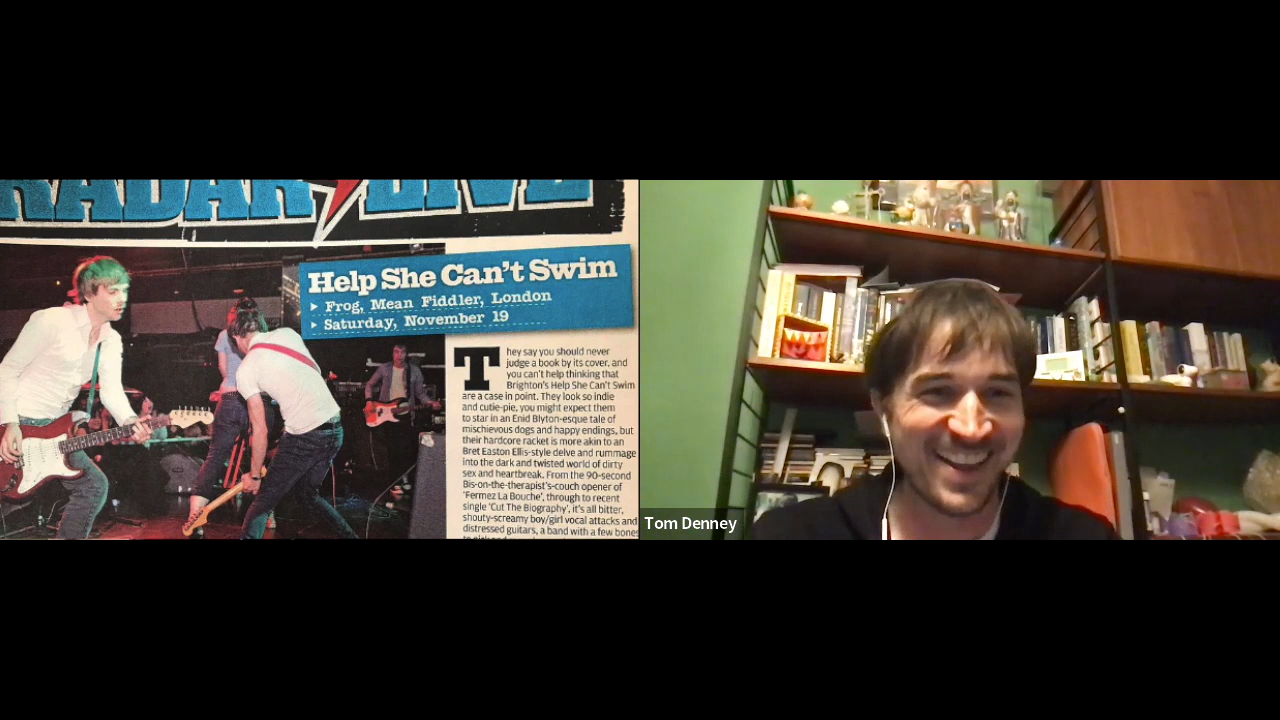 RADAR LIVE
Help She Can't Swim
Frog, Mean Fiddler, London
Saturday, November 19
They say you should never
judge a book by its cover, and
you can't help thinking that
Brighton's Help She Can't Swim
are a case in point. They look so indie
and cutie-pie, you might expect them
to star in an Enid Blyton-esque tale of
mischievous dogs and happy endings, but
their hardcore racket is more akin to an
Bret Easton Ellis-style delve and rummage
into the dark and twisted world of dirty
sex and heartbreak. From the 90-second
Bis-on-the-therapist's-couch opener of
'Fermez La Bouche', through to recent
single 'Cut The Biography', it's all bitter,
shouty-screamy boy/girl vocal attacks and
distressed guitars, a band with a few bones
Tom Denney